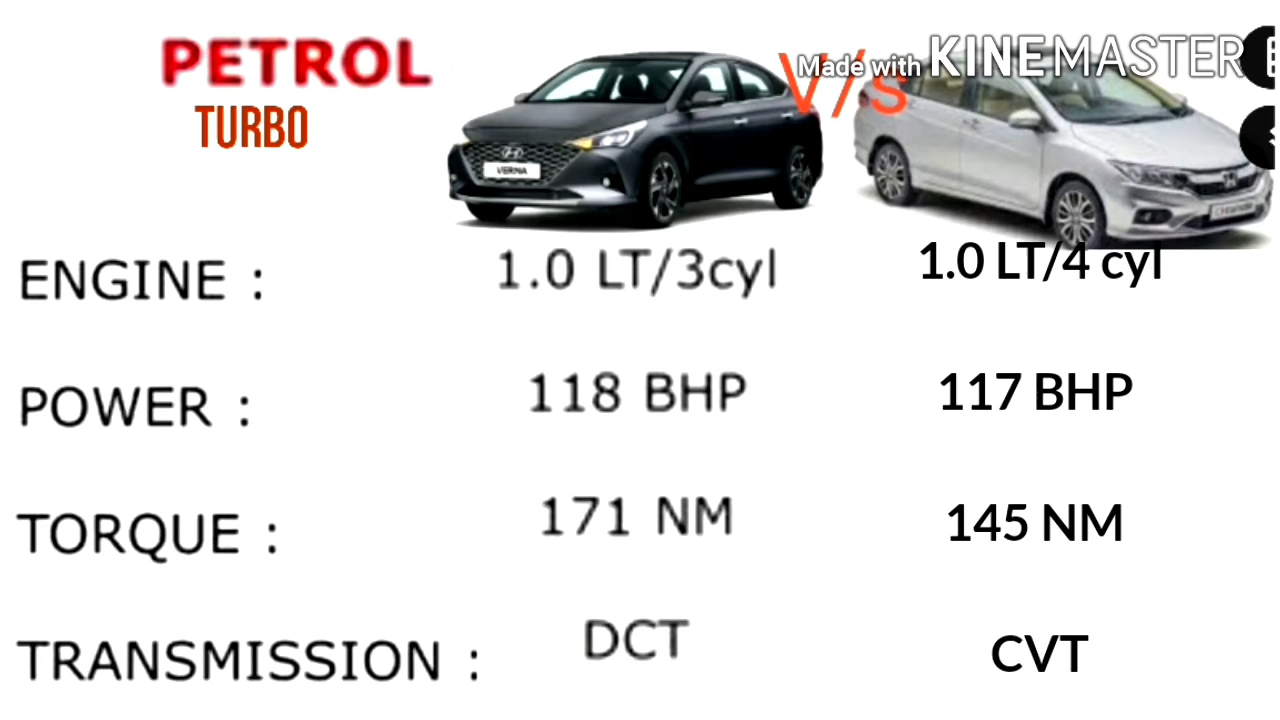 PETROL
TURBO
V/s
Made with KINEMASTER
VERNA
ENGINE : 1.0 LT/3cyl 1.0 LT/4 cyl
POWER : 118 BHP 117 BHP
TORQUE : 171 NM 145 NM
TRANSMISSION : DCT CVT